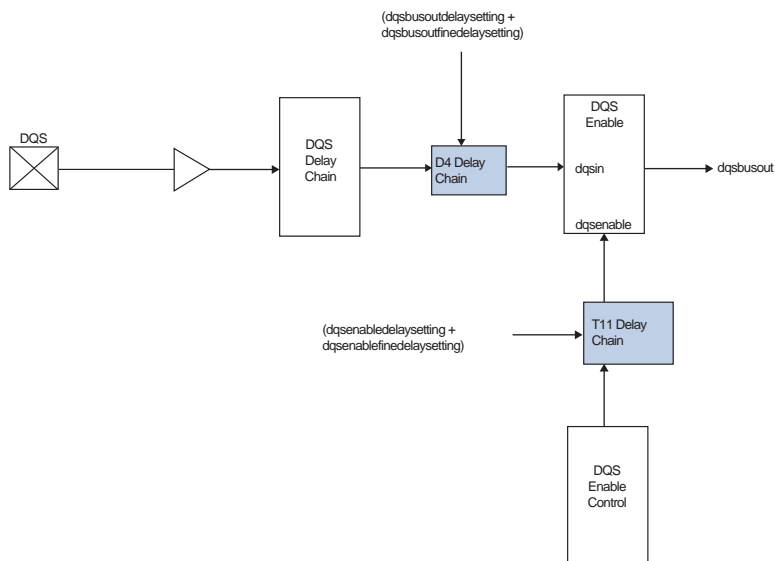 (dqsbusoutdelaysetting +
dqsbusoutfinedelaysetting)
DQS
DQS
Delay
Chain
D4 Delay
Chain
DQS
Enable
dqsin
dqsenable
dqsbusout
(dqsenabledelaysetting +
dqsenablefinedelaysetting)
T11 Delay
Chain
DQS
Enable
Control